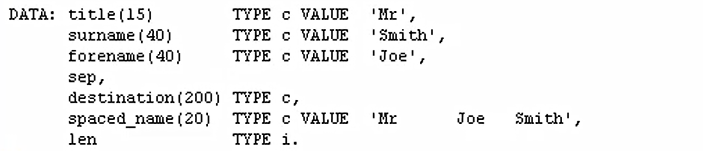 DATA: title(15) TYPE c VALUE 'Mr',
surname(40) TYPE c VALUE 'Smith',
forename(40) TYPE c VALUE 'Joe',
sep,
destination(200) TYPE c,
spaced_name(20) TYPE c VALUE 'Mr Joe Smith',
len TYPE i.